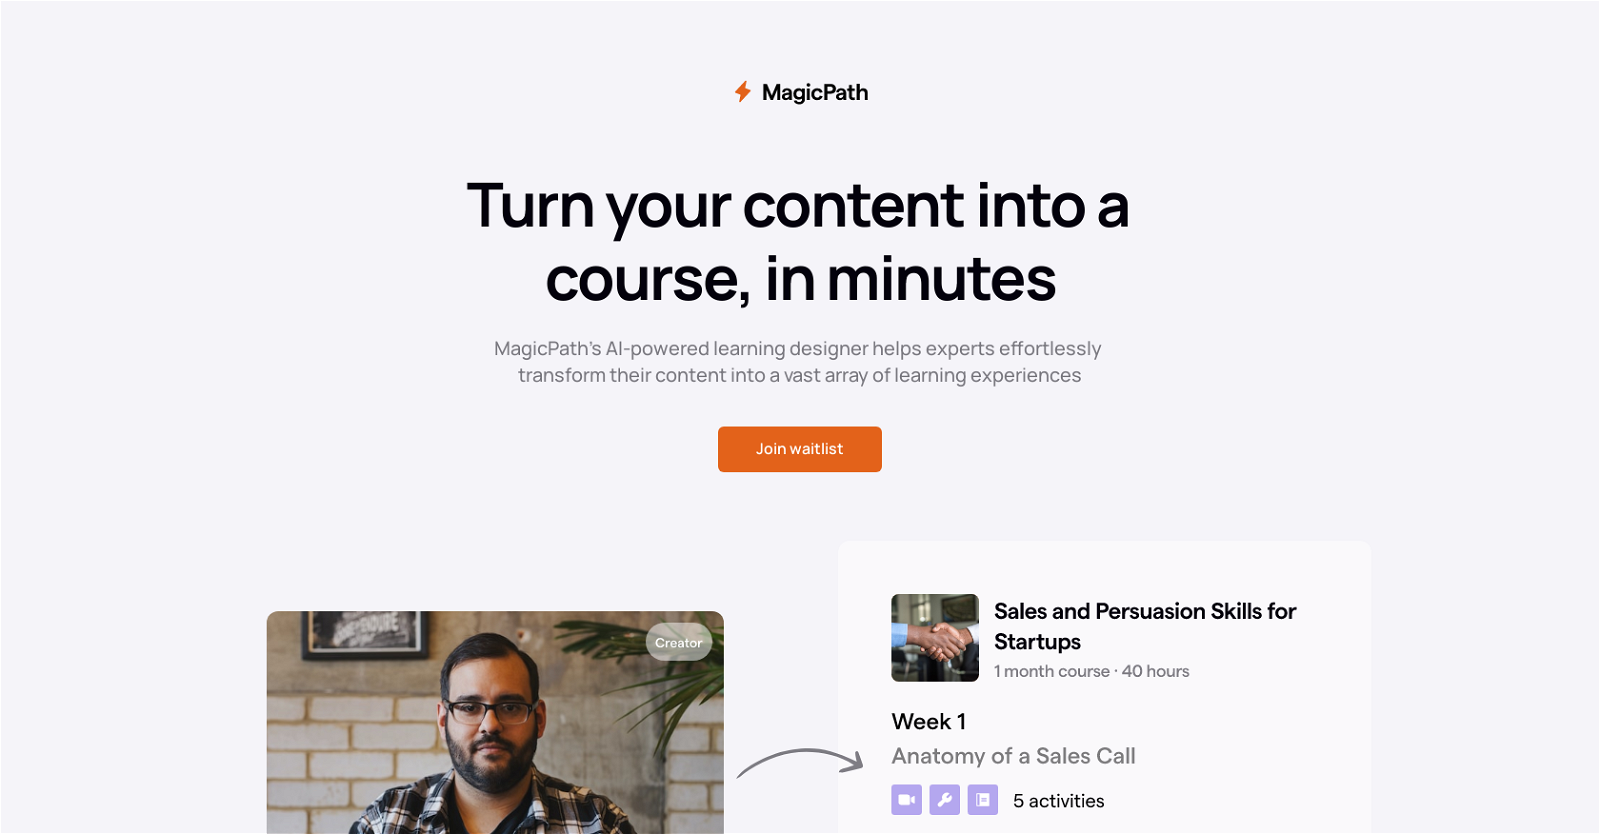 MagicPath
Turn your content into a
course, in minutes
MagicPath's AI-powered learning designer helps experts effortlessly
transform their content into a vast array of learning experiences
Join waitlist
Creator
Sales and Persuasion Skills for
Startups
1 month course · 40 hours
Week 1
Anatomy of a Sales Call
5 activities